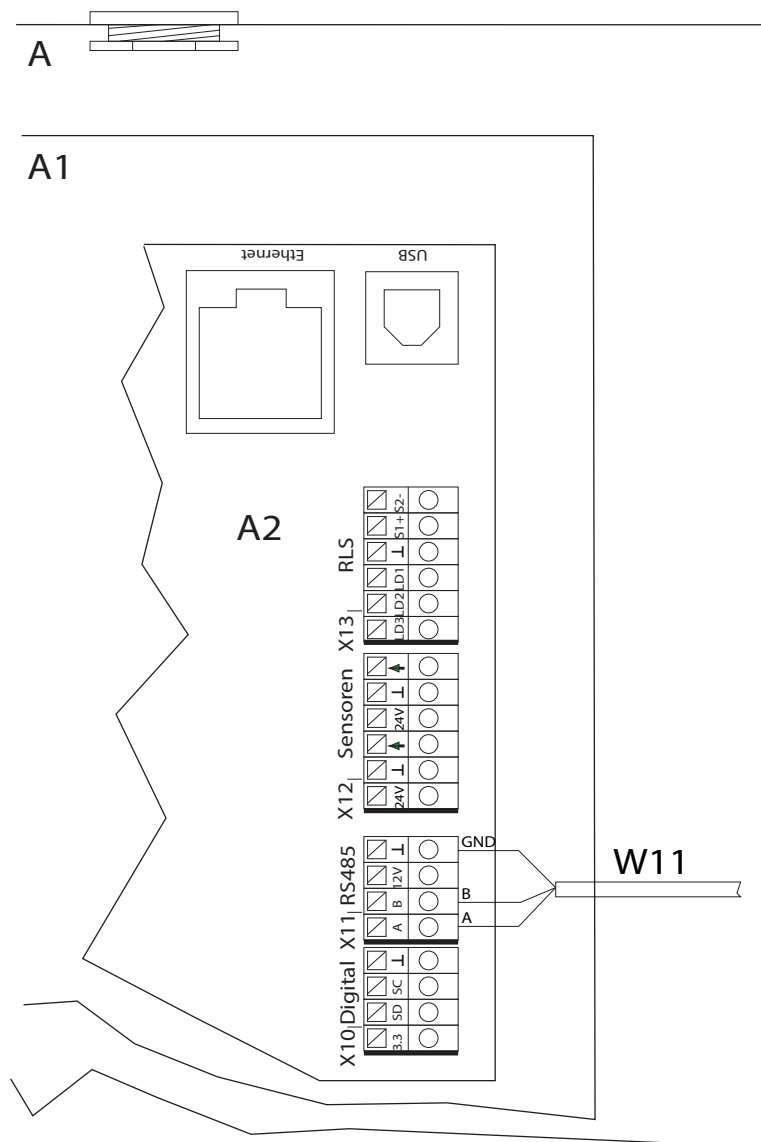 A
A1
Ethernet
USB
A2
X13 RLS
S2-
S1+
⊥
LD1
LD2
LD3
X12 Sensoren
⊥
24V
⊥
24V
X11 RS485
⊥
12V
B
A
GND
B
A
W11
X10 Digital
⊥
SC
SD
3.3